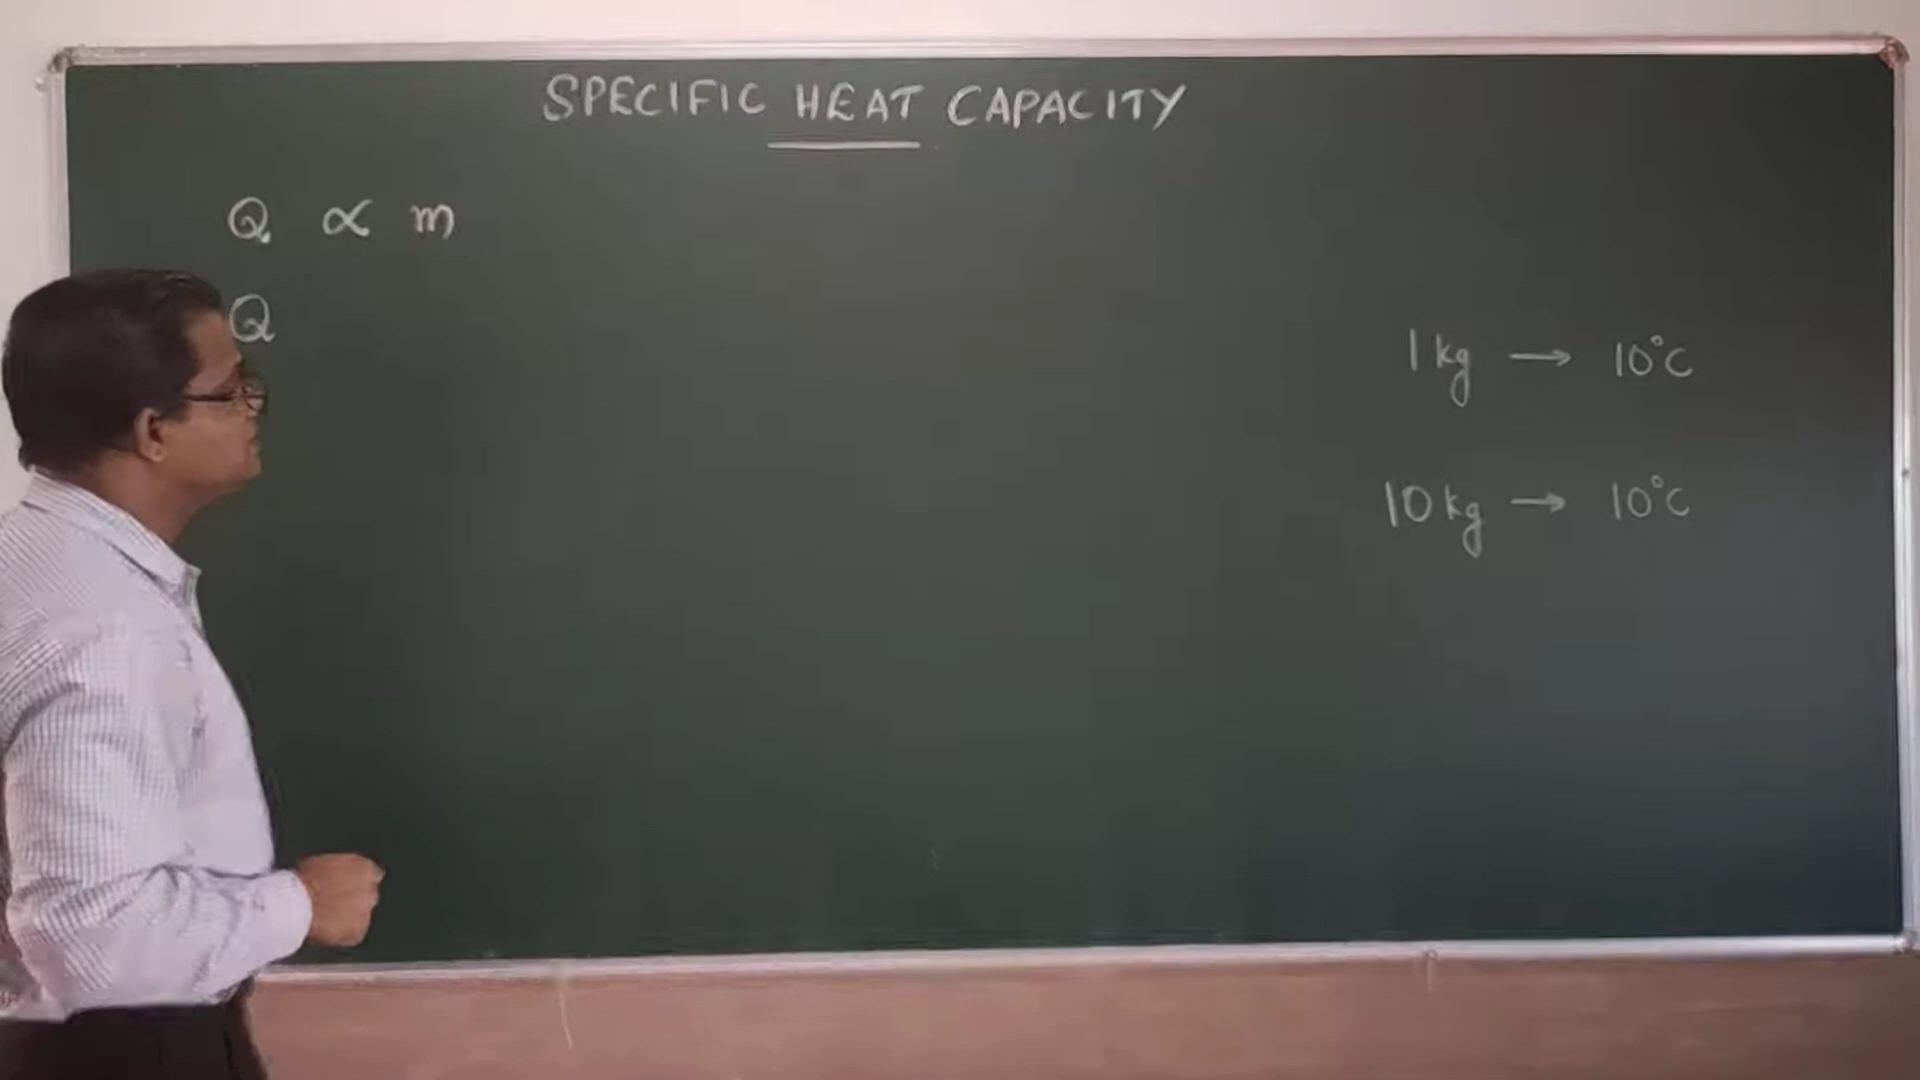 SPECIFIC HEAT CAPACITY
Q ∝ m
Q
1 kg → 10°C
10 kg → 10°C